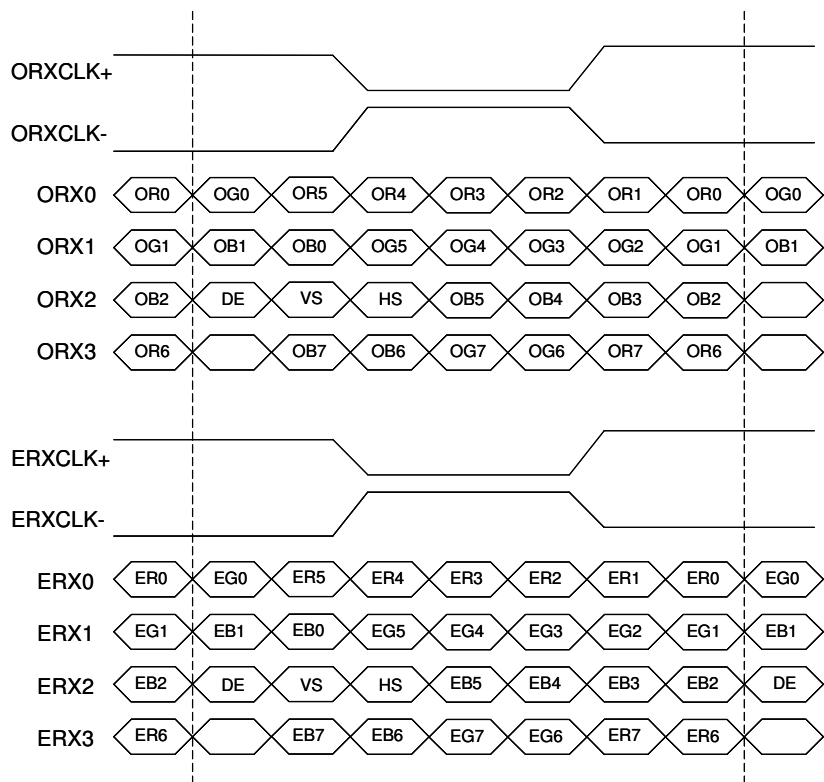 ORXCLK+
ORXCLK-
ORX0 OR0 OG0 OR5 OR4 OR3 OR2 OR1 OR0 OG0
ORX1 OG1 OB1 OB0 OG5 OG4 OG3 OG2 OG1 OB1
ORX2 OB2 DE VS HS OB5 OB4 OB3 OB2
ORX3 OR6 OB7 OB6 OG7 OG6 OR7 OR6
ERXCLK+
ERXCLK-
ERX0 ER0 EG0 ER5 ER4 ER3 ER2 ER1 ER0 EG0
ERX1 EG1 EB1 EB0 EG5 EG4 EG3 EG2 EG1 EB1
ERX2 EB2 DE VS HS EB5 EB4 EB3 EB2 DE
ERX3 ER6 EB7 EB6 EG7 EG6 ER7 ER6